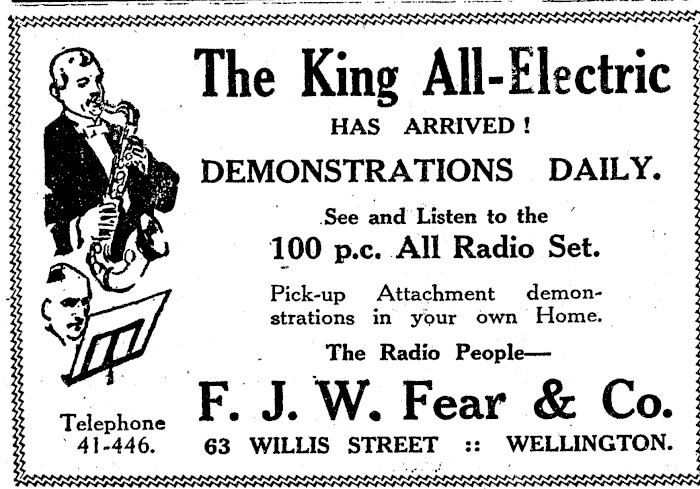 The King All-Electric
HAS ARRIVED!
DEMONSTRATIONS DAILY.
See and Listen to the
100 p.c. All Radio Set.
Pick-up Attachment demon-
strations in your own Home.
The Radio People—
F. J. W. Fear & Co.
63 WILLIS STREET :: WELLINGTON.
Telephone
41-446.